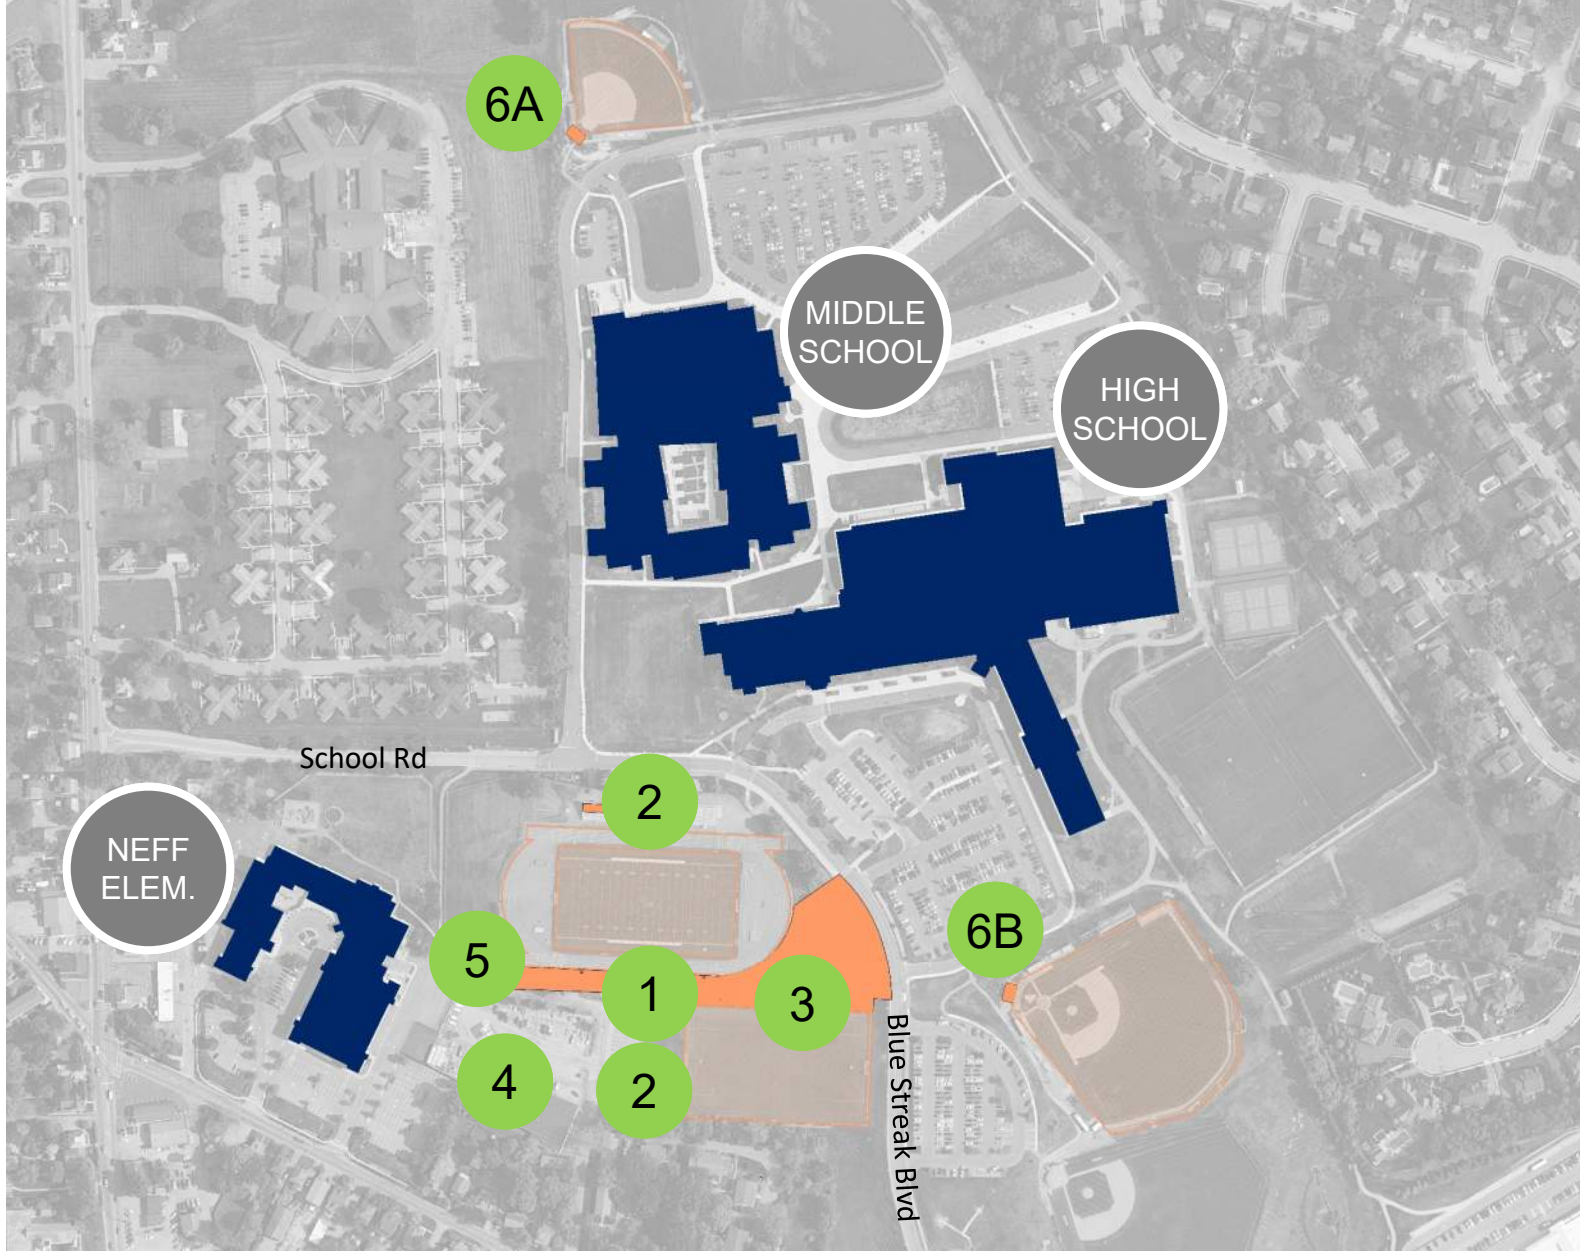 6A
MIDDLE
SCHOOL
HIGH
SCHOOL
School Rd
2
NEFF
ELEM.
6B
5
1
3
4
2
Blue Streak Blvd